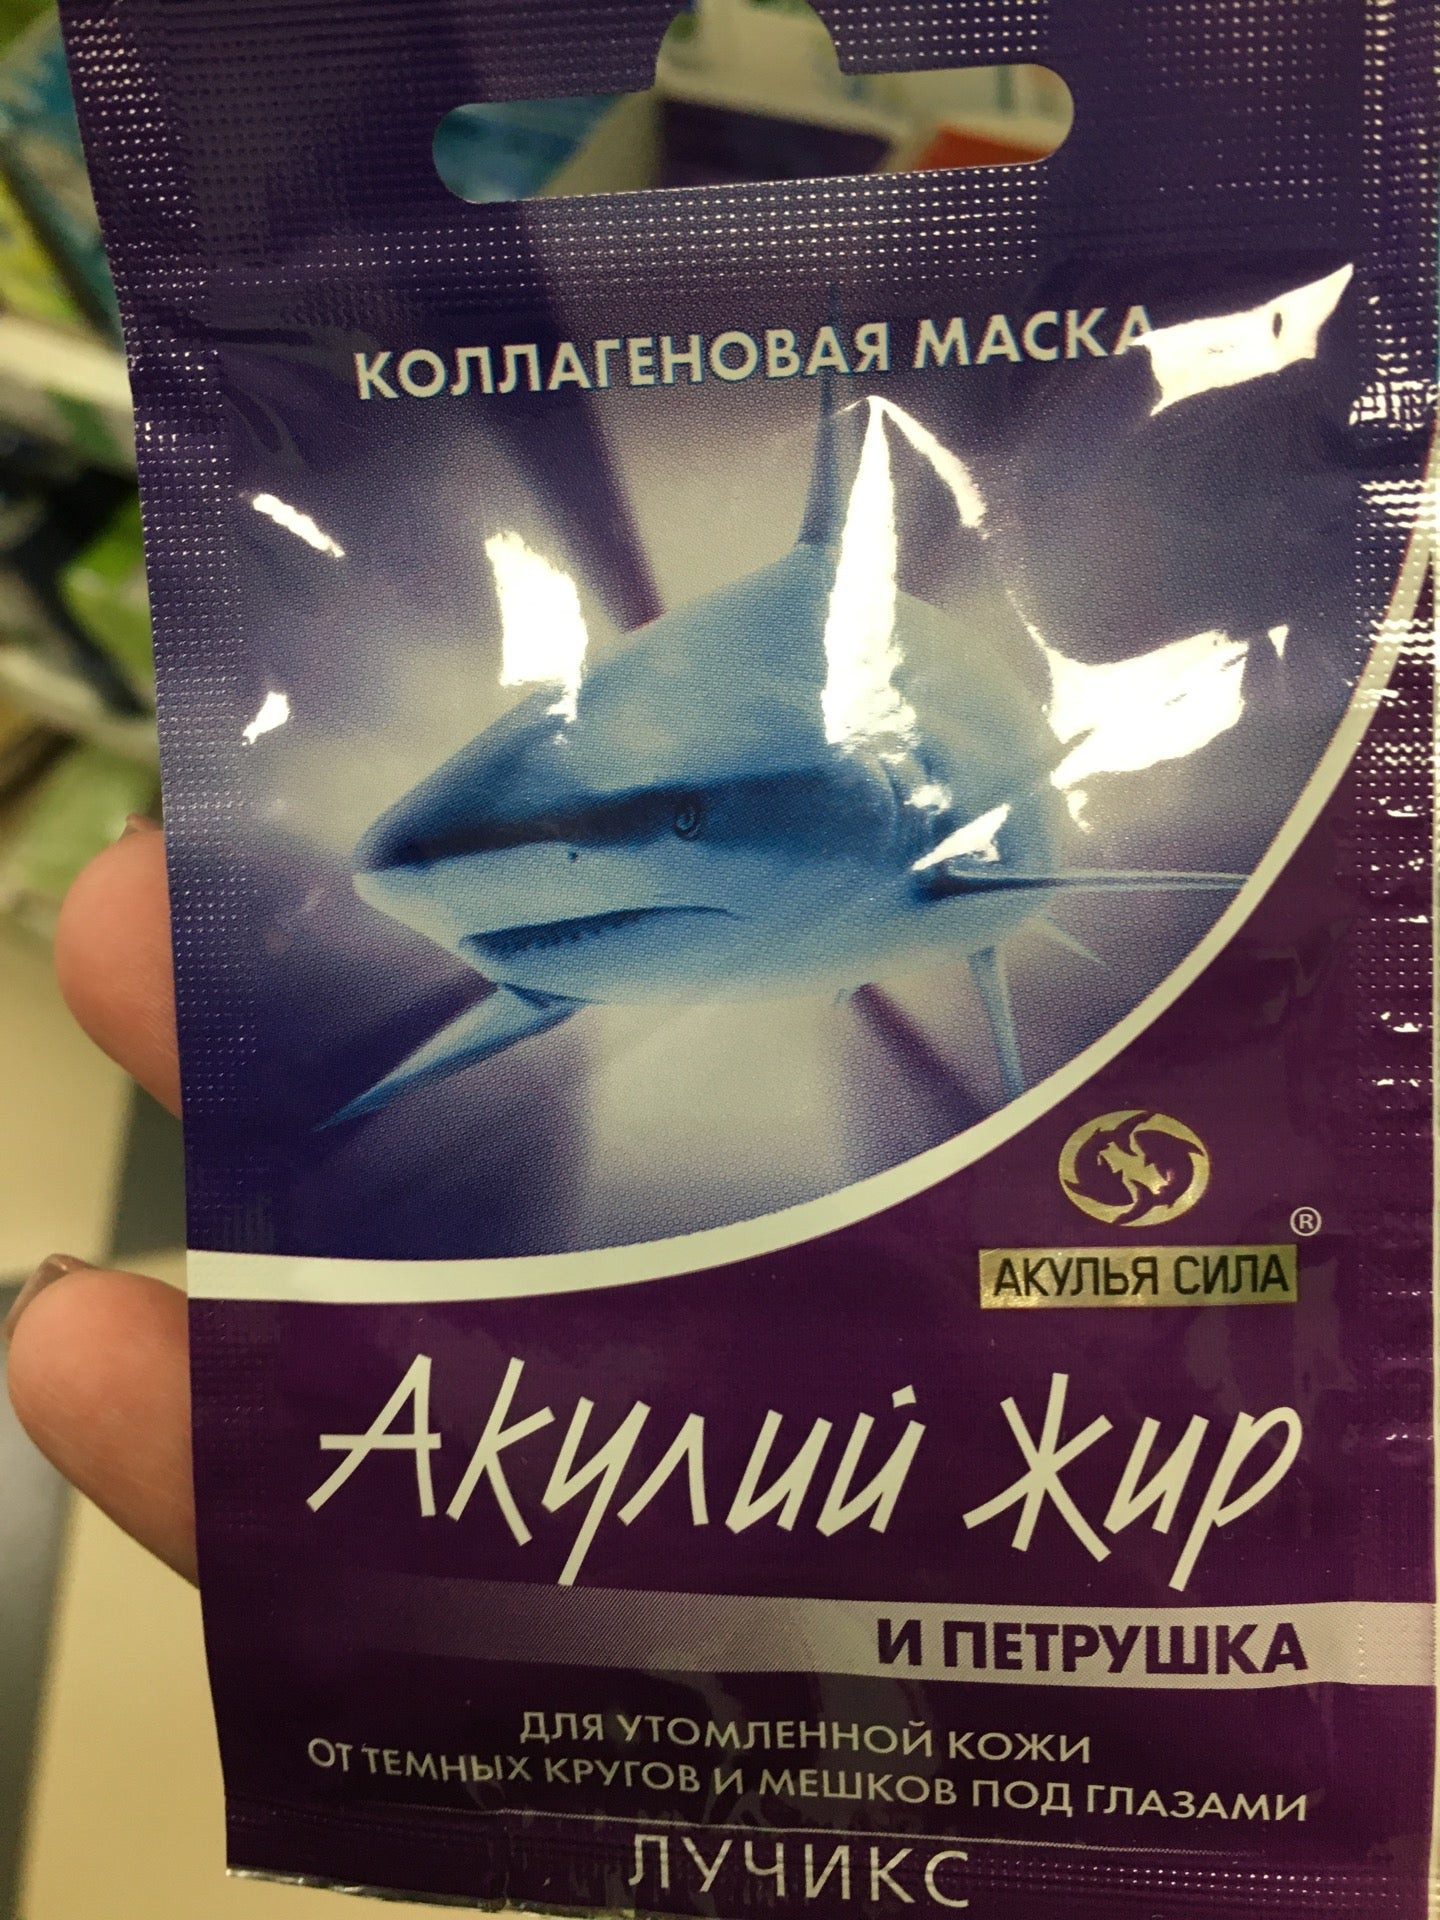 КОЛЛАГЕНОВАЯ МАСКА
®
АКУЛЬЯ СИЛА
Акулий жир
И ПЕТРУШКА
ДЛЯ УТОМЛЕННОЙ КОЖИ
ОТ ТЕМНЫХ КРУГОВ И МЕШКОВ ПОД ГЛАЗАМИ
ЛУЧИКС